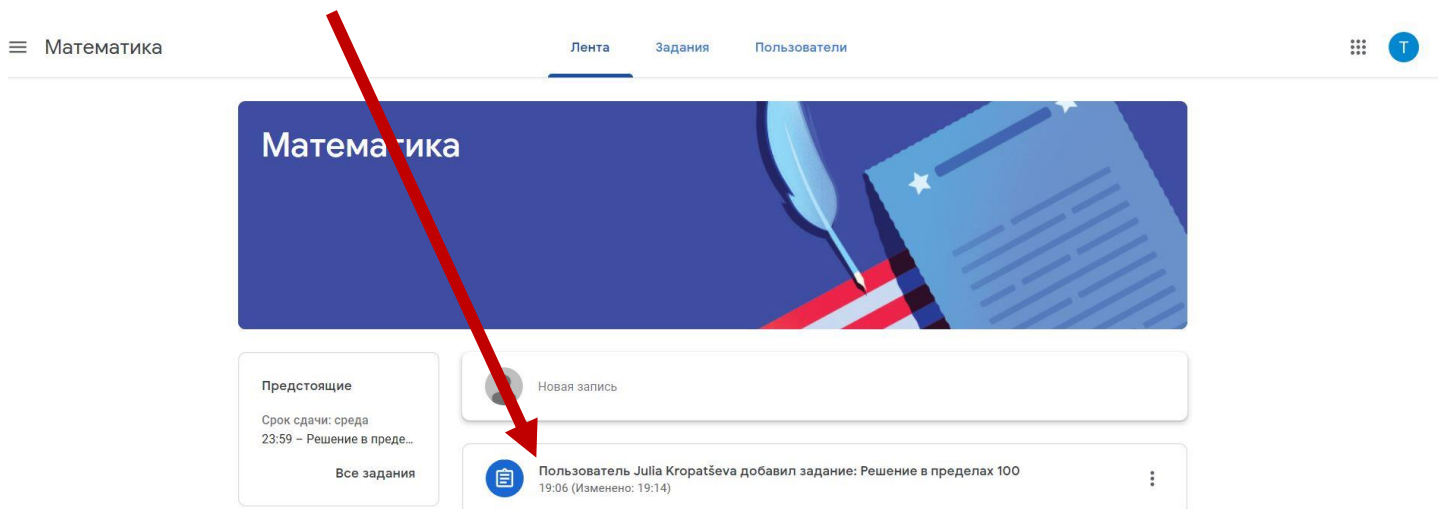 Математика
Лента Задания Пользователи
T
Математика
Предстоящие
Срок сдачи: среда
23:59 – Решение в преде...
Все задания
Новая запись
Пользователь Julia Kropatševa добавил задание: Решение в пределах 100
19:06 (Изменено: 19:14)